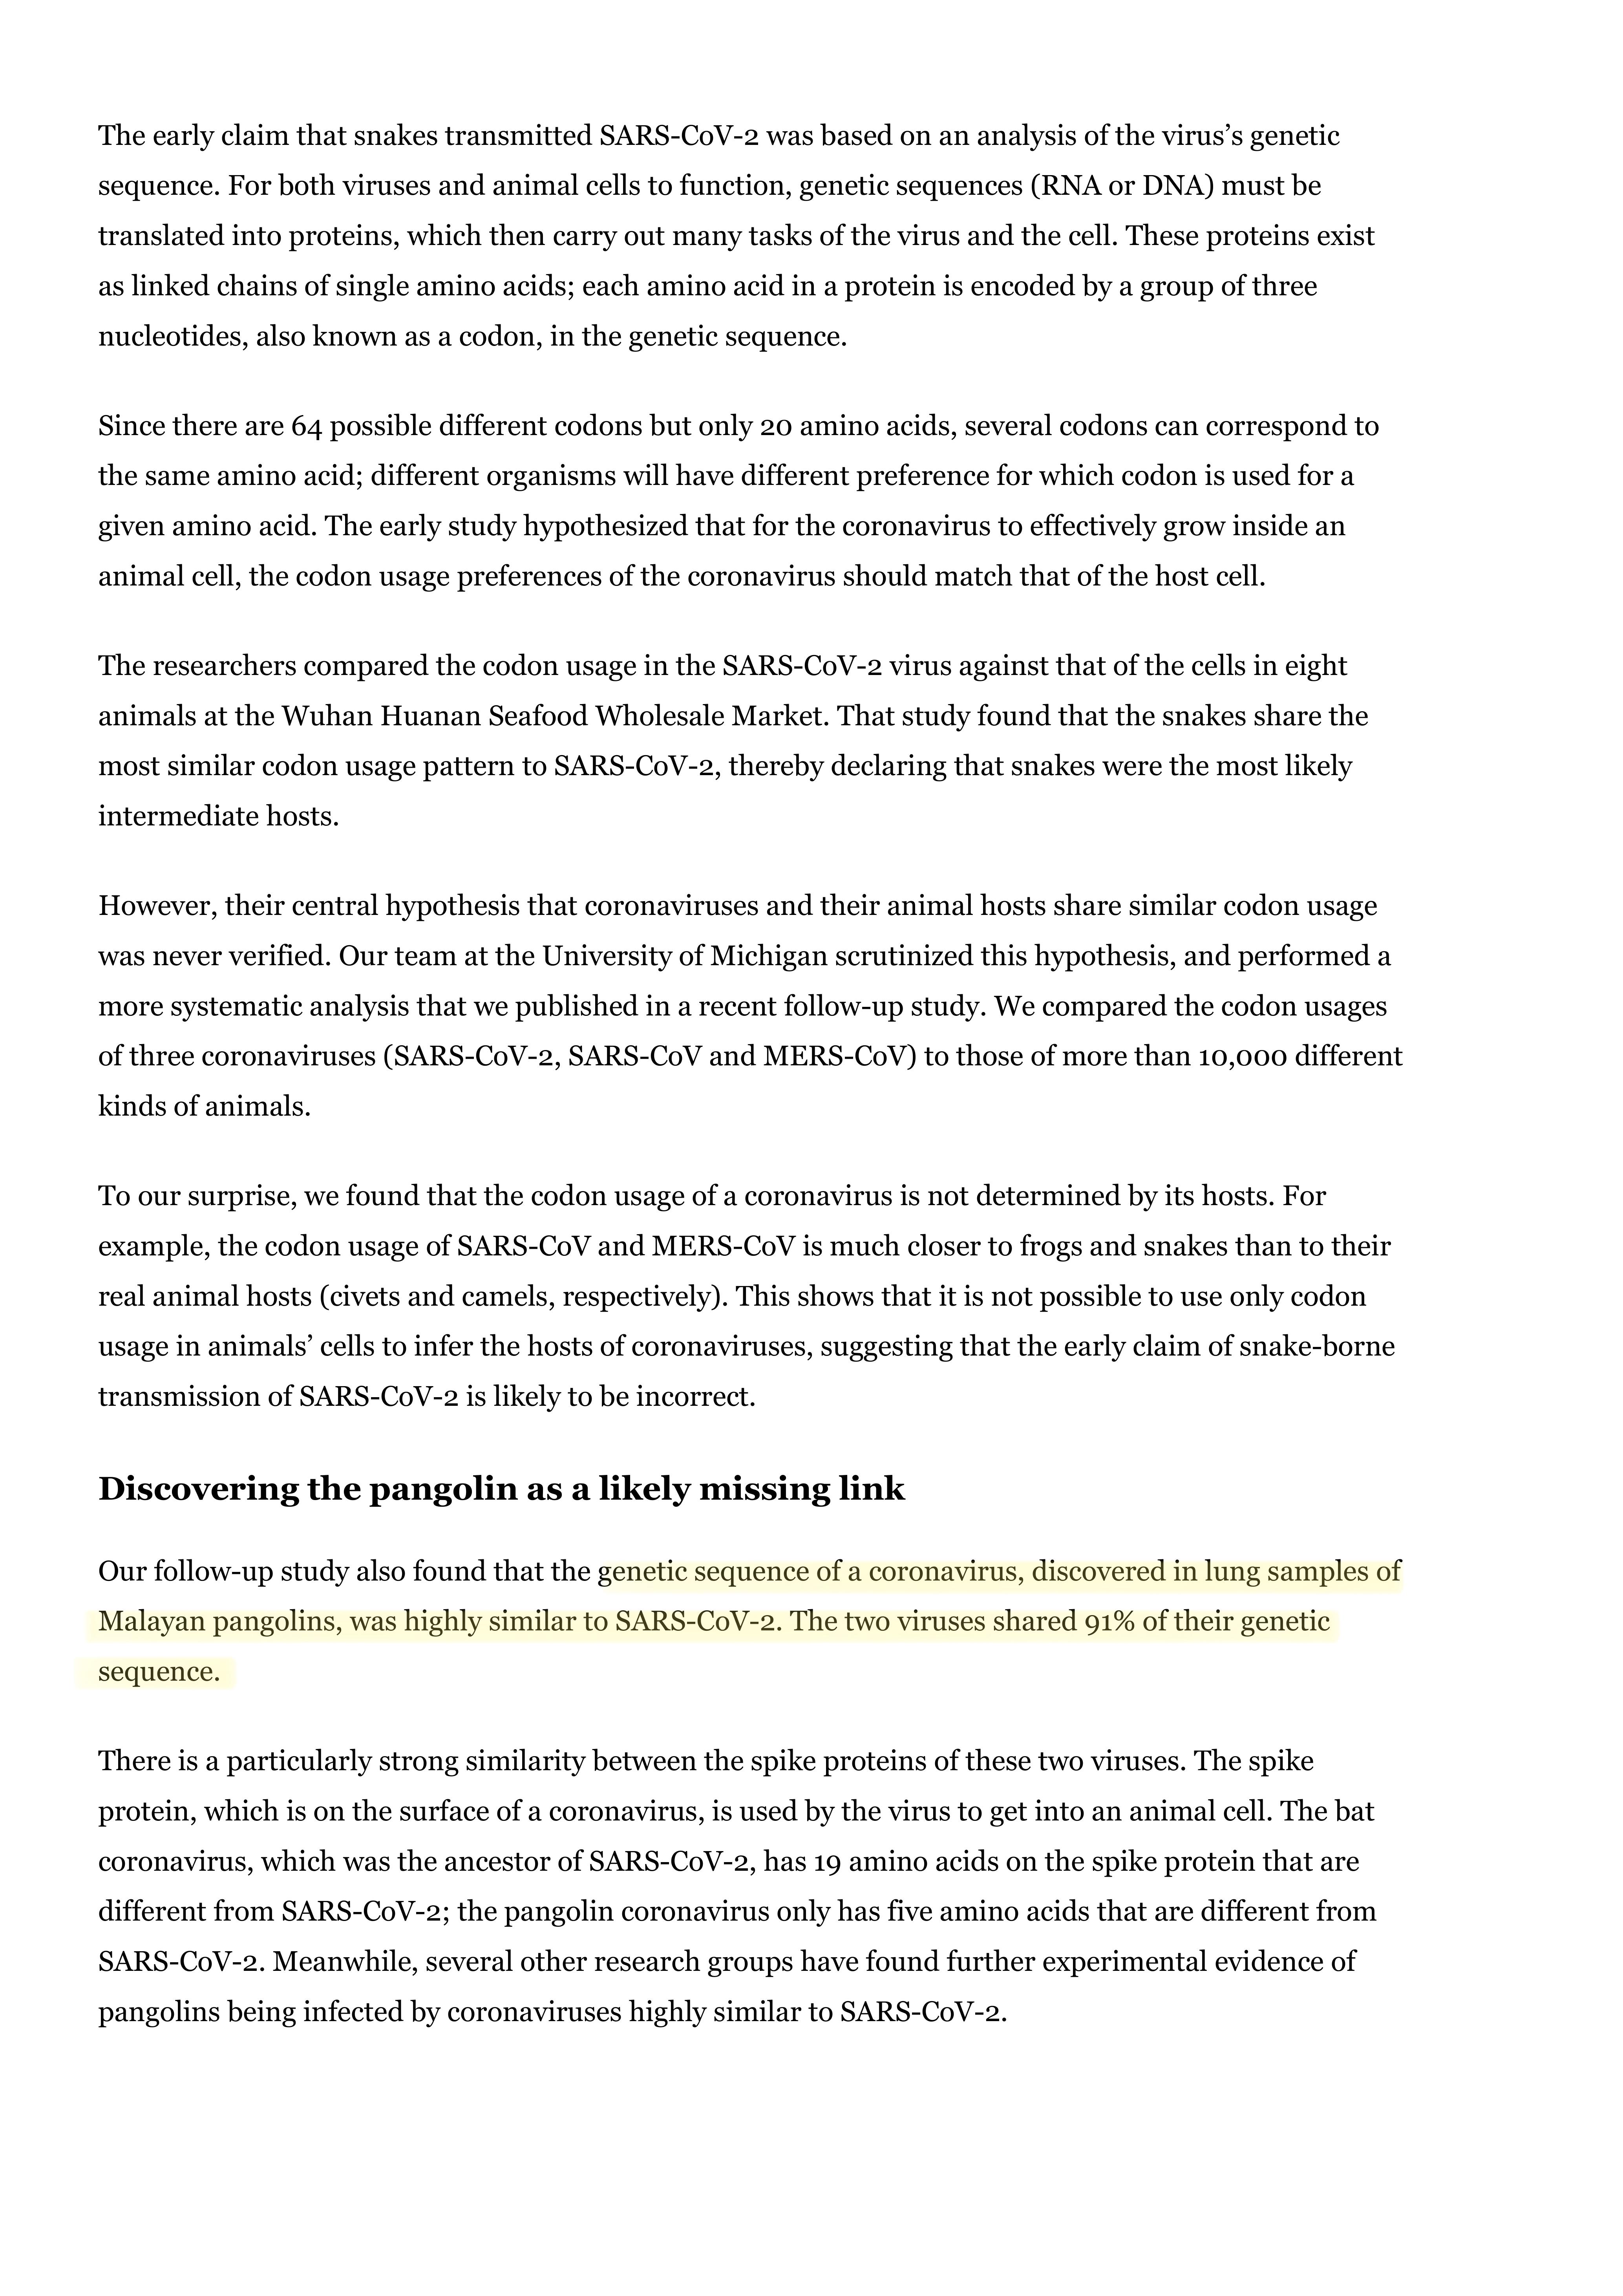 The early claim that snakes transmitted SARS-CoV-2 was based on an analysis of the virus’s genetic
sequence. For both viruses and animal cells to function, genetic sequences (RNA or DNA) must be
translated into proteins, which then carry out many tasks of the virus and the cell. These proteins exist
as linked chains of single amino acids; each amino acid in a protein is encoded by a group of three
nucleotides, also known as a codon, in the genetic sequence.
Since there are 64 possible different codons but only 20 amino acids, several codons can correspond to
the same amino acid; different organisms will have different preference for which codon is used for a
given amino acid. The early study hypothesized that for the coronavirus to effectively grow inside an
animal cell, the codon usage preferences of the coronavirus should match that of the host cell.
The researchers compared the codon usage in the SARS-CoV-2 virus against that of the cells in eight
animals at the Wuhan Huanan Seafood Wholesale Market. That study found that the snakes share the
most similar codon usage pattern to SARS-CoV-2, thereby declaring that snakes were the most likely
intermediate hosts.
However, their central hypothesis that coronaviruses and their animal hosts share similar codon usage
was never verified. Our team at the University of Michigan scrutinized this hypothesis, and performed a
more systematic analysis that we published in a recent follow-up study. We compared the codon usages
of three coronaviruses (SARS-CoV-2, SARS-CoV and MERS-CoV) to those of more than 10,000 different
kinds of animals.
To our surprise, we found that the codon usage of a coronavirus is not determined by its hosts. For
example, the codon usage of SARS-CoV and MERS-CoV is much closer to frogs and snakes than to their
real animal hosts (civets and camels, respectively). This shows that it is not possible to use only codon
usage in animals’ cells to infer the hosts of coronaviruses, suggesting that the early claim of snake-borne
transmission of SARS-CoV-2 is likely to be incorrect.
Discovering the pangolin as a likely missing link
Our follow-up study also found that the genetic sequence of a coronavirus, discovered in lung samples of
Malayan pangolins, was highly similar to SARS-CoV-2. The two viruses shared 91% of their genetic
sequence.
There is a particularly strong similarity between the spike proteins of these two viruses. The spike
protein, which is on the surface of a coronavirus, is used by the virus to get into an animal cell. The bat
coronavirus, which was the ancestor of SARS-CoV-2, has 19 amino acids on the spike protein that are
different from SARS-CoV-2; the pangolin coronavirus only has five amino acids that are different from
SARS-CoV-2. Meanwhile, several other research groups have found further experimental evidence of
pangolins being infected by coronaviruses highly similar to SARS-CoV-2.